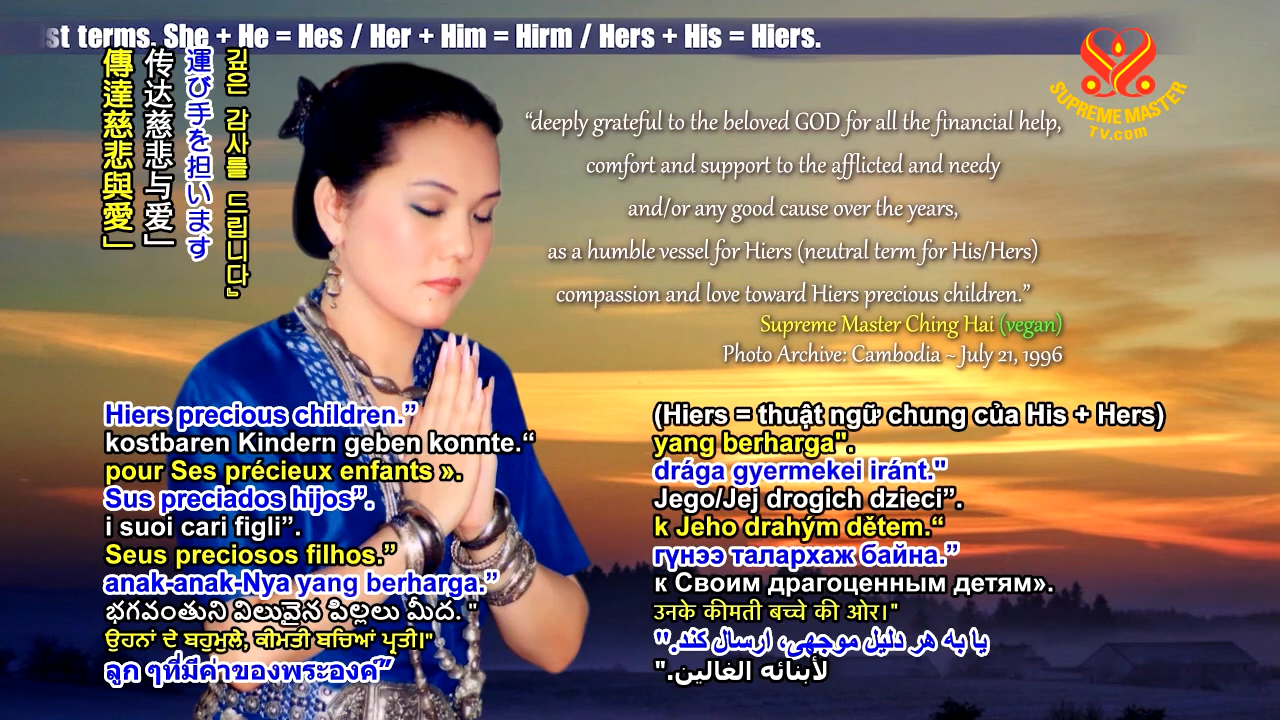 st terms. She + He = Hes / Her + Him = Hirm / Hers + His = Hiers.
SUPREME MASTER
TV.com
傳達慈悲與愛」
传达慈悲与爱」
運び手を担います
깊은 감사를 드립니다』
“deeply grateful to the beloved GOD for all the financial help,
comfort and support to the afflicted and needy
and/or any good cause over the years,
as a humble vessel for Hiers (neutral term for His/Hers)
compassion and love toward Hiers precious children.”
Supreme Master Ching Hai (vegan)
Photo Archive: Cambodia ~ July 21, 1996
Hiers precious children.”
kostbaren Kindern geben konnte.“
pour Ses précieux enfants ».
Sus preciados hijos”.
i suoi cari figli”.
Seus preciosos filhos.”
anak-anak-Nya yang berharga.”
భగవంతుని విలువైన పిల్లలు మీద. "
ਉਹਨਾਂ ਦੇ ਬਹੁਮੁਲੇ, ਕੀਮਤੀ ਬਚਿਆਂ ਪ੍ਰਤੀ।"
ลูก ๆที่มีค่าของพระองค์”
(Hiers = thuật ngữ chung của His + Hers)
yang berharga".
drága gyermekei iránt."
Jego/Jej drogich dzieci”.
k Jeho drahým dětem.“
гүнээ талархаж байна.”
к Своим драгоценным детям».
उनके कीमती बच्चे की ओर।"
یا به هر دلیل موجهی، ارسال کند."
لأبنائه الغالين."